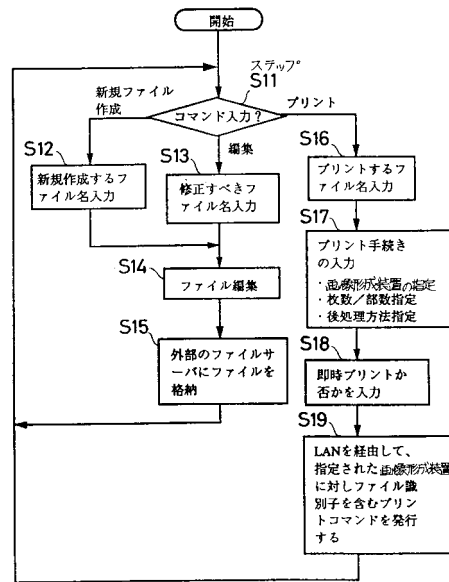 開始
ステップ
S11
コマンド入力?
新規ファイル
作成
プリント
編集
S12
新規作成するフ
ァイル名入力
S13
修正すべきファ
イル名入力
S14
ファイル編集
S15
外部のファイルサー
バにファイルを
格納
S16
プリントするフ
ァイル名入力
S17
プリント手続き
の入力
・画像形成装置の指定
・枚数/部数指定
・後処理方法指定
S18
即時プリントか
否かを入力
S19
LANを経由して、
指定された画像形成装置
に対しファイル識
別子を含むプリン
トコマンドを発行
する